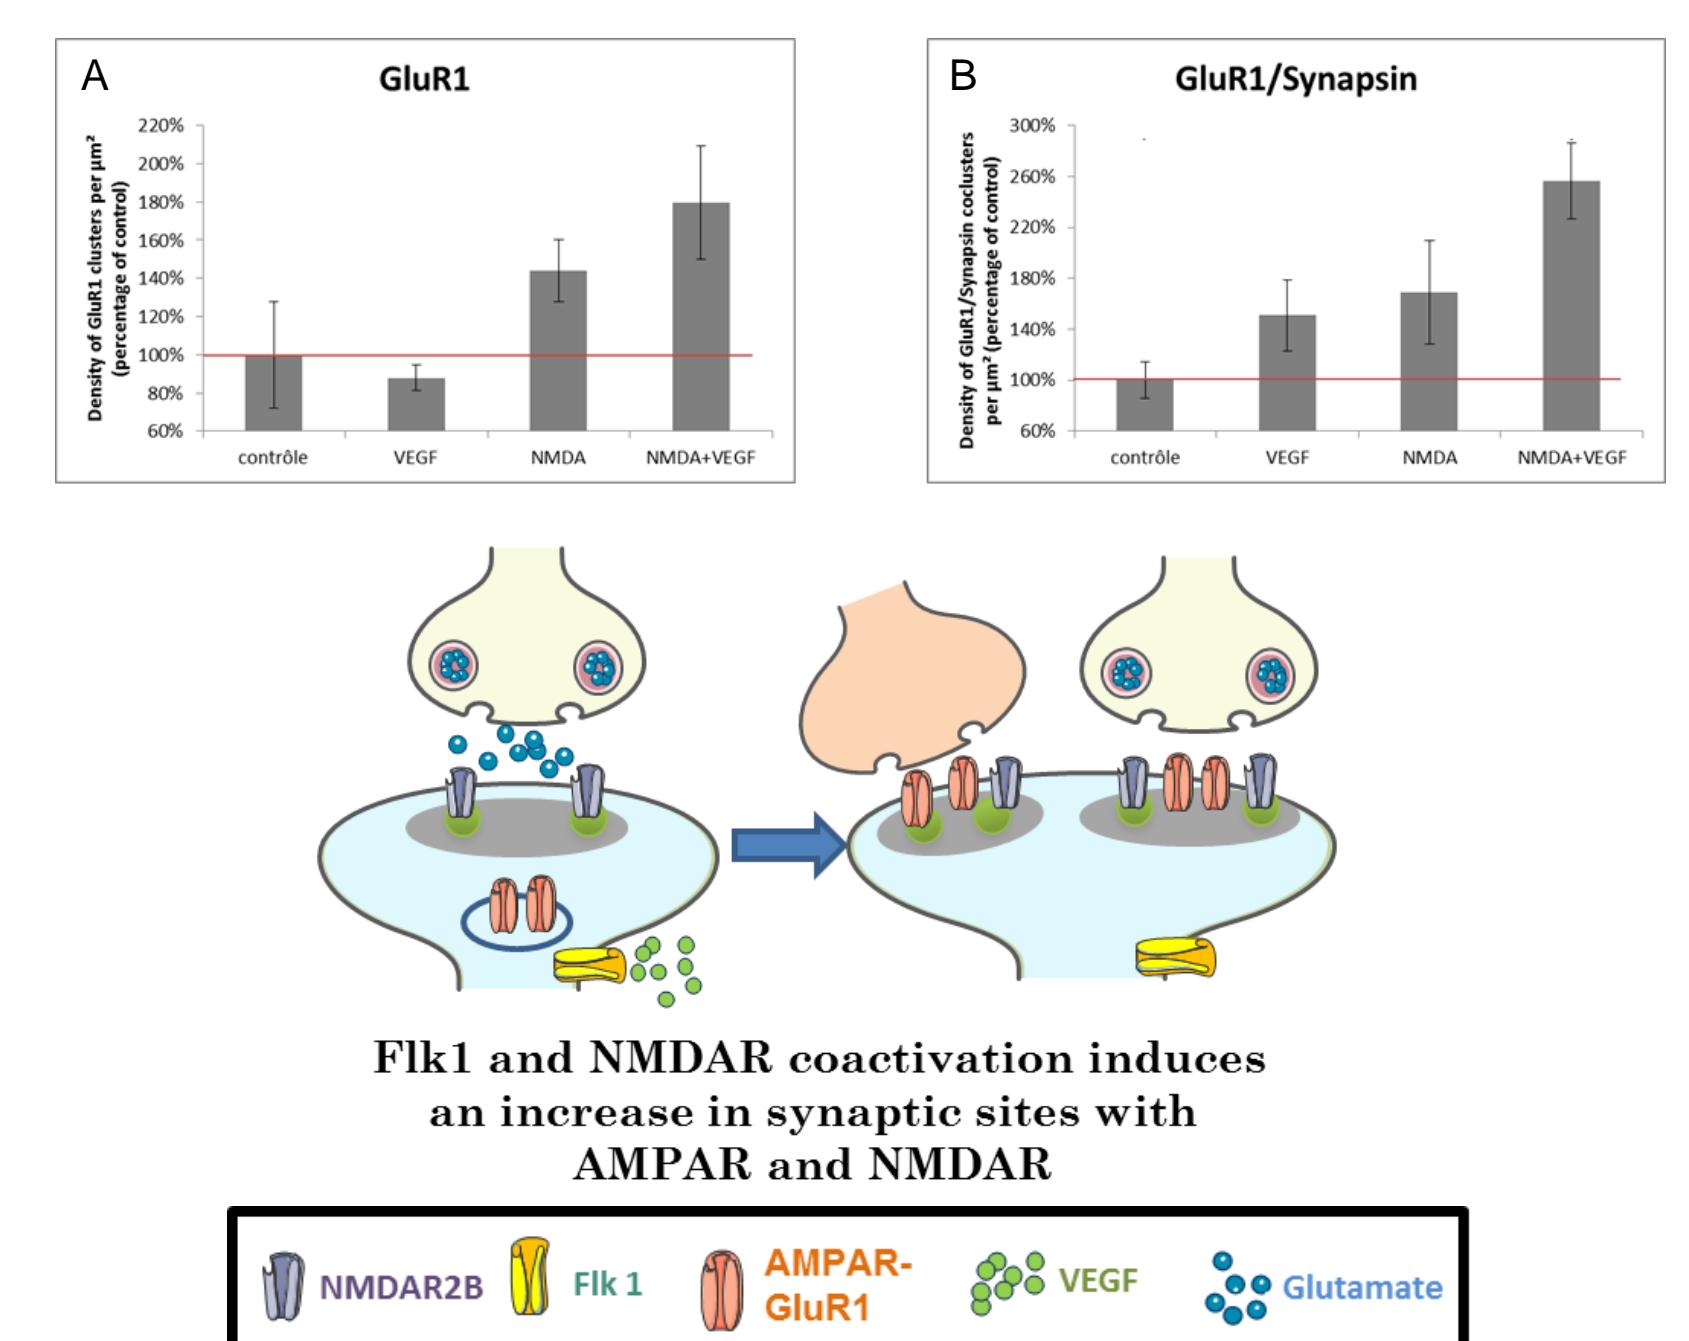 A
GluR1
Density of GluR1 clusters per µm²
(percentage of control)
220%
200%
180%
160%
140%
120%
100%
80%
60%
contrôle
VEGF
NMDA
NMDA+VEGF
B
GluR1/Synapsin
Density of GluR1/Synapsin coclusters
per µm² (percentage of control)
300%
260%
220%
180%
140%
100%
60%
contrôle
VEGF
NMDA
NMDA+VEGF
Flk1 and NMDAR coactivation induces
an increase in synaptic sites with
AMPAR and NMDAR
NMDAR2B
Flk 1
AMPAR-
GluR1
VEGF
Glutamate